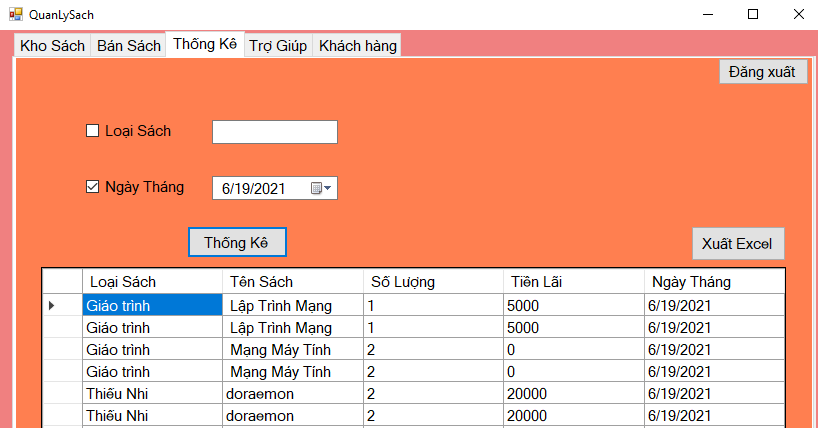 QuanLySach
Kho Sách Bán Sách Thống Kê Trợ Giúp Khách hàng
Đăng xuất
Loại Sách
Ngày Tháng 6/19/2021
Thống Kê Xuất Excel
Loại Sách Tên Sách Số Lượng Tiền Lãi Ngày Tháng
Giáo trình Lập Trình Mạng 1 5000 6/19/2021
Giáo trình Lập Trình Mạng 1 5000 6/19/2021
Giáo trình Mạng Máy Tính 2 0 6/19/2021
Giáo trình Mạng Máy Tính 2 0 6/19/2021
Thiếu Nhi doraemon 2 20000 6/19/2021
Thiếu Nhi doraemon 2 20000 6/19/2021